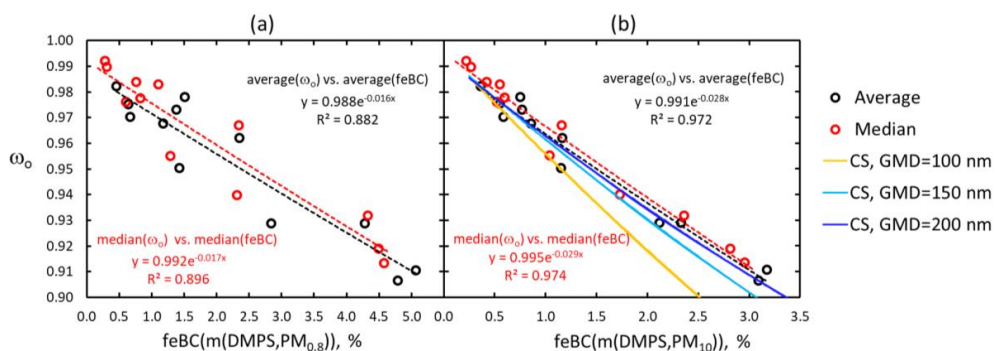 (a)
1.00
0.99
0.98
0.97
0.96
0.95
0.94
0.93
0.92
0.91
0.90
ω₀
average(ω₀) vs. average(feBC)
y = 0.988e⁻⁰·⁰¹⁶ˣ
R² = 0.882
median(ω₀) vs. median(feBC)
y = 0.992e⁻⁰·⁰¹⁷ˣ
R² = 0.896
0.0 0.5 1.0 1.5 2.0 2.5 3.0 3.5 4.0 4.5 5.0
feBC(m(DMPS,PM₀.₈)), %
(b)
average(ω₀) vs. average(feBC)
y = 0.991e⁻⁰·⁰²⁸ˣ
R² = 0.972
median(ω₀) vs. median(feBC)
y = 0.995e⁻⁰·⁰²⁹ˣ
R² = 0.974
0.0 0.5 1.0 1.5 2.0 2.5 3.0 3.5
feBC(m(DMPS,PM₁₀)), %
Average
Median
CS, GMD=100 nm
CS, GMD=150 nm
CS, GMD=200 nm